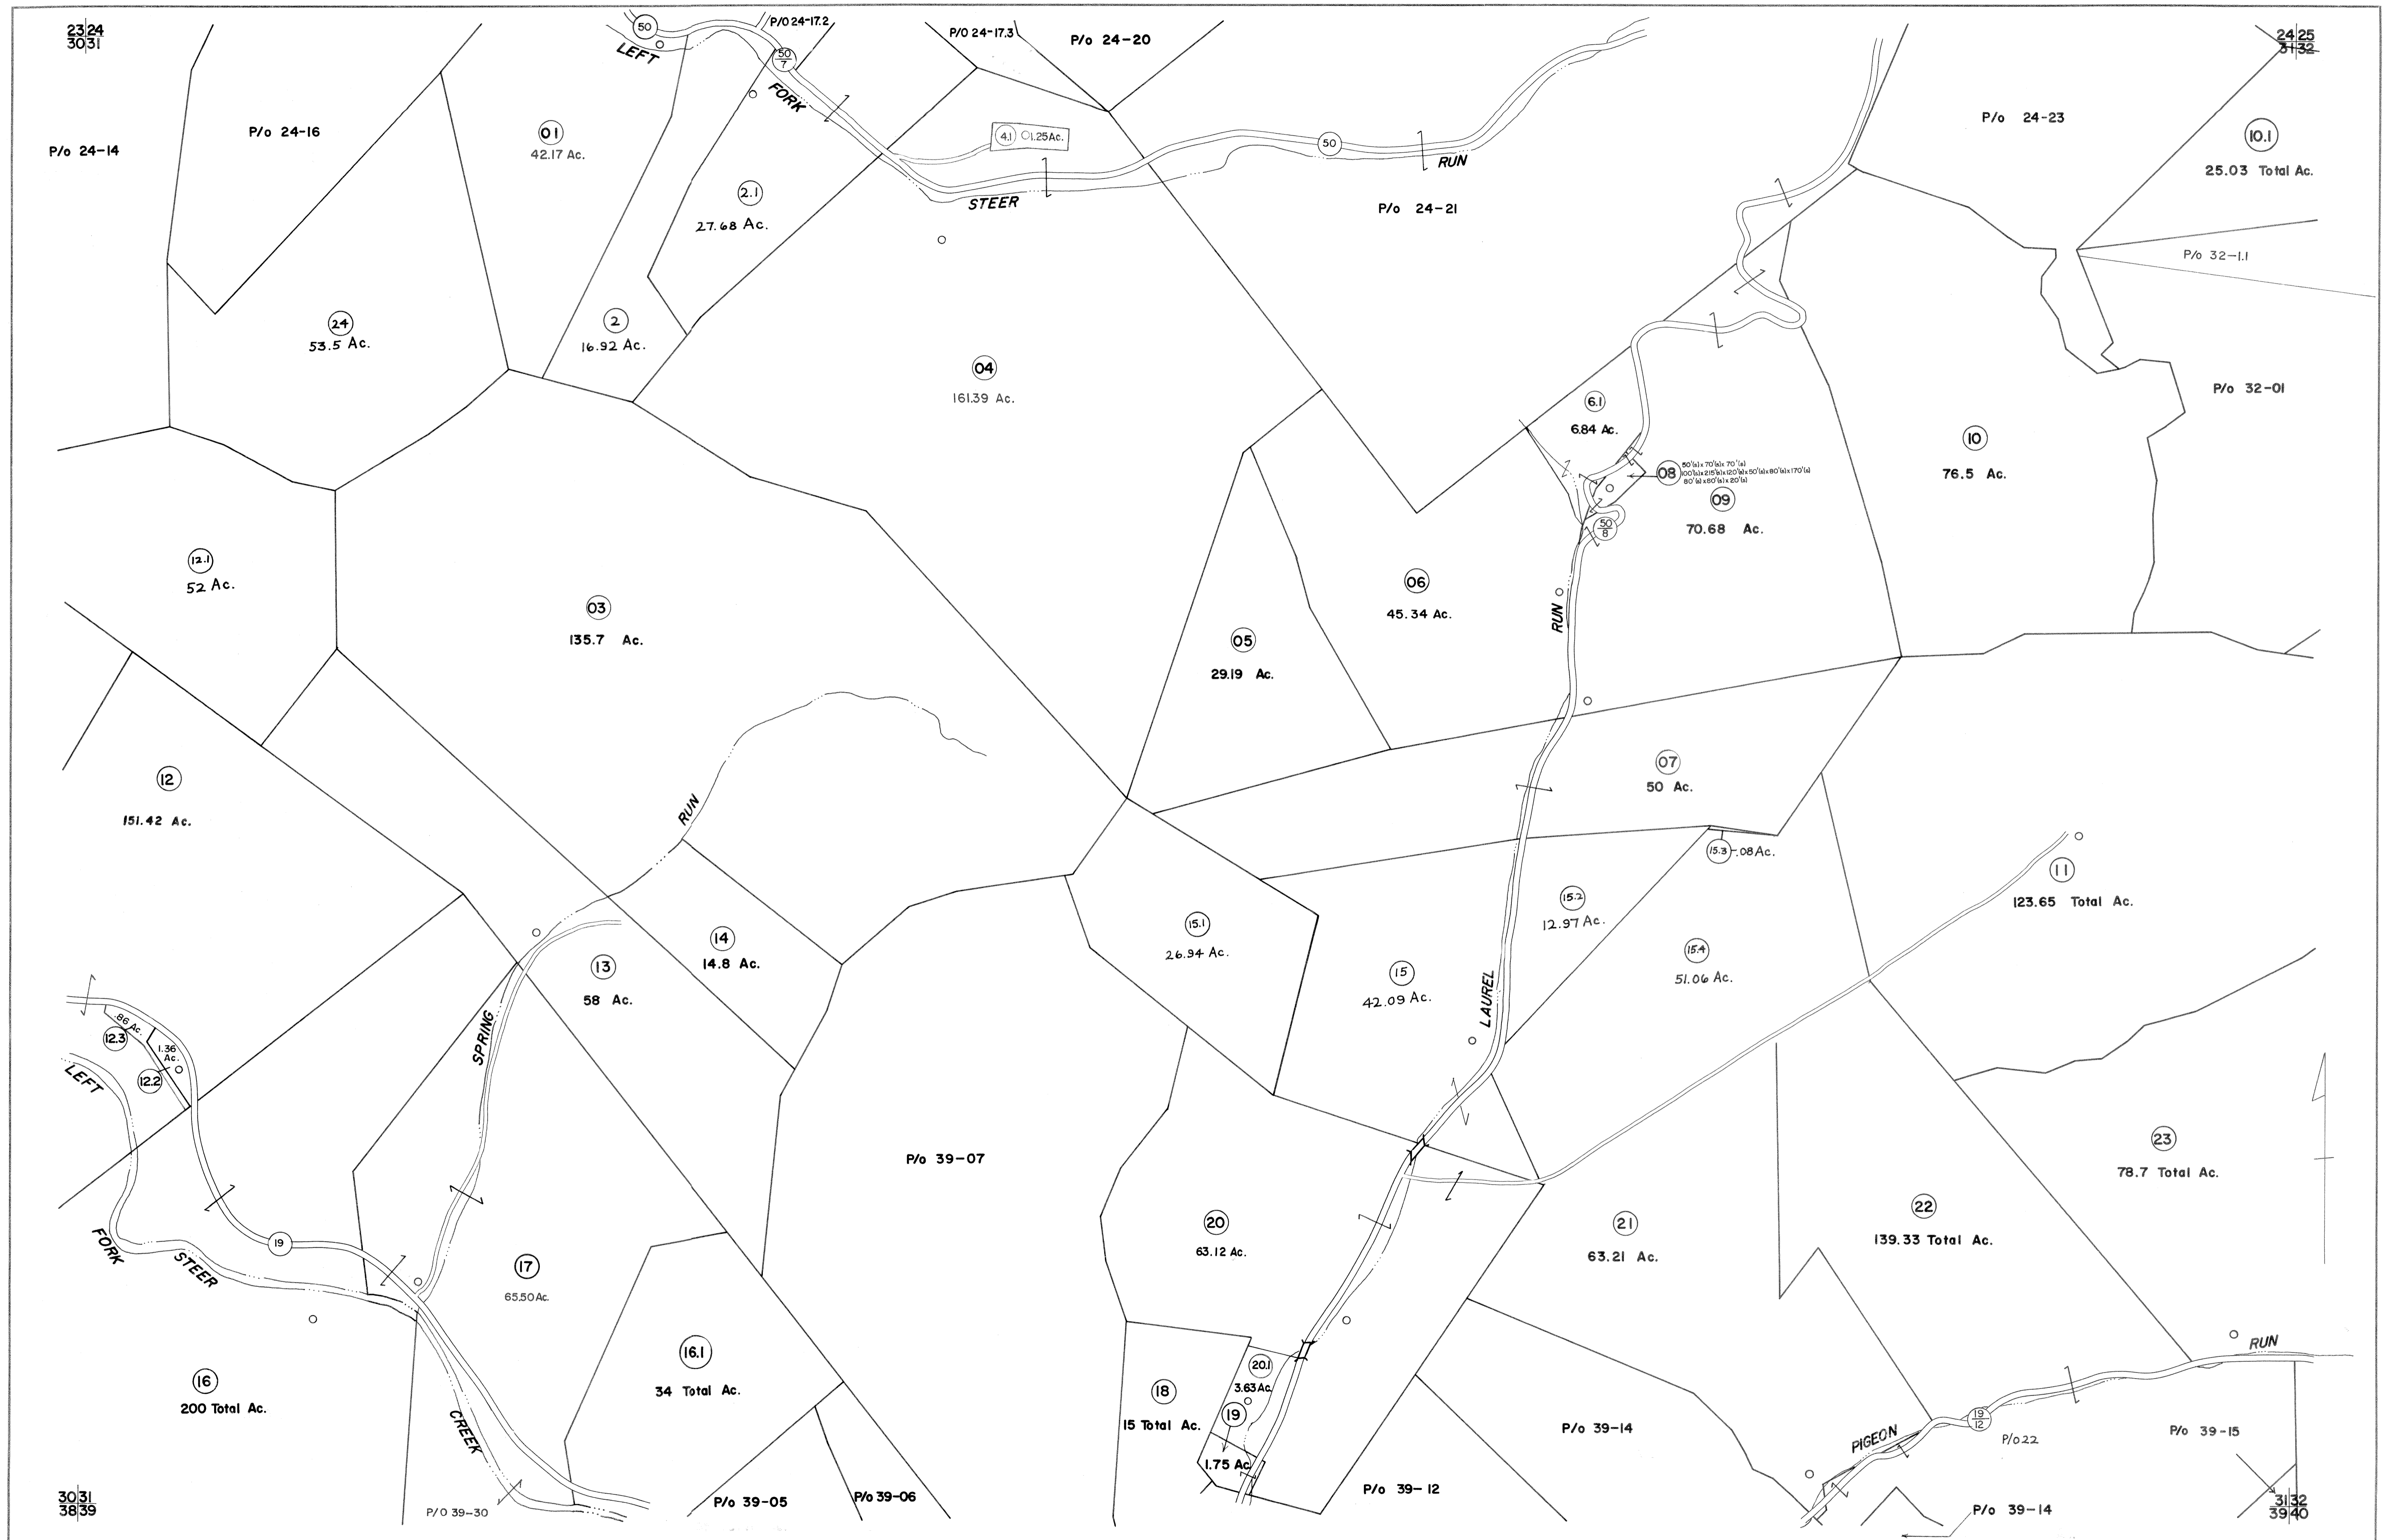 23 24
30 31
50
P/O 24-17.2
P/O 24-17.3
P/o 24-20
24 25
31 32
LEFT
50
7
FORK
P/o 24-14
P/o 24-16
01
42.17 Ac.
4.1 1.25 Ac.
50
RUN
P/o 24-23
10.1
25.03 Total Ac.
2.1
27.68 Ac.
STEER
P/o 24-21
P/o 32-1.1
24
53.5 Ac.
2
16.92 Ac.
04
161.39 Ac.
6.1
6.84 Ac.
P/o 32-01
08
50'(s) x 70'(s) x 70'(s)
100'(s) x 215'(s) x 120'(s) x 50'(s) x 80'(s) x 170'(s)
80'(s) x 60'(s) x 20'(s)
09
70.68 Ac.
50
8
10
76.5 Ac.
12.1
52 Ac.
03
135.7 Ac.
05
29.19 Ac.
06
45.34 Ac.
RUN
12
151.42 Ac.
RUN
07
50 Ac.
15.3 .08 Ac.
11
123.65 Total Ac.
13
58 Ac.
14
14.8 Ac.
15.1
26.94 Ac.
15
42.09 Ac.
15.2
12.97 Ac.
15.4
51.06 Ac.
LAUREL
SPRING
.86 Ac.
12.3
1.36
Ac.
12.2
LEFT
FORK
STEER
19
P/o 39-07
20
63.12 Ac.
21
63.21 Ac.
22
139.33 Total Ac.
23
78.7 Total Ac.
17
65.50 Ac.
16.1
34 Total Ac.
16
200 Total Ac.
CREEK
18
15 Total Ac.
20.1
3.63 Ac.
19
1.75 Ac.
RUN
19
12
PIGEON
P/o 22
P/o 39-14
P/o 39-15
P/o 39-12
P/o 39-14
30 31
38 39
P/O 39-30
P/o 39-05
P/o 39-06
31 32
39 40